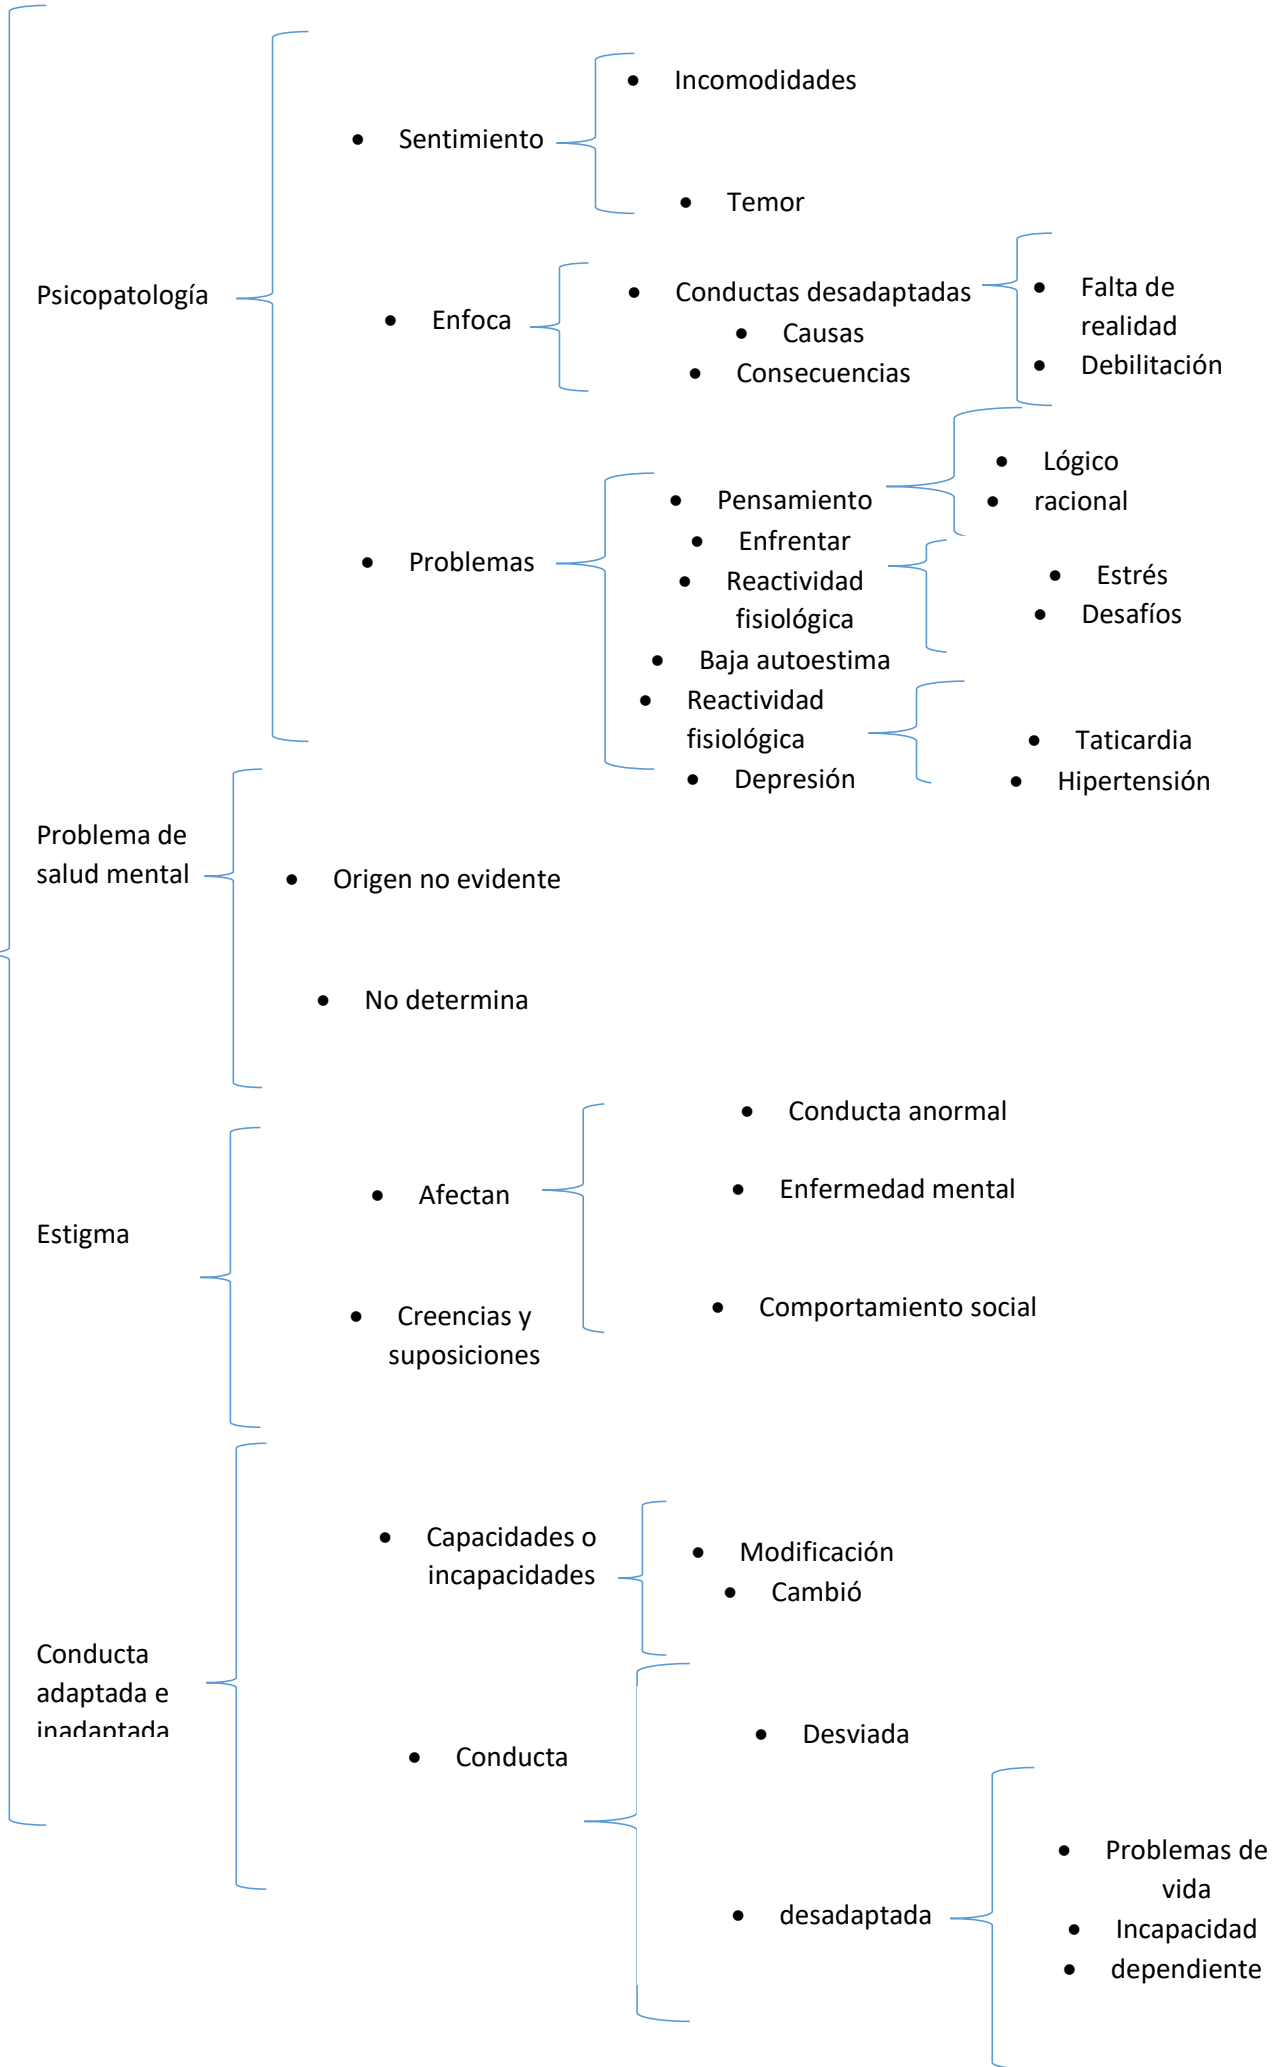 Psicopatología
• Sentimiento
• Incomodidades
• Temor
• Enfoca
• Conductas desadaptadas
• Causas
• Consecuencias
• Falta de
realidad
• Debilitación
• Problemas
• Pensamiento
• Enfrentar
• Reactividad
fisiológica
• Baja autoestima
• Reactividad
fisiológica
• Depresión
• Lógico
• racional
• Estrés
• Desafíos
• Taticardia
• Hipertensión
Problema de
salud mental
• Origen no evidente
• No determina
Estigma
• Afectan
• Conducta anormal
• Enfermedad mental
• Comportamiento social
• Creencias y
suposiciones
Conducta
adaptada e
inadaptada
• Capacidades o
incapacidades
• Modificación
• Cambió
• Conducta
• Desviada
• desadaptada
• Problemas de
vida
• Incapacidad
• dependiente